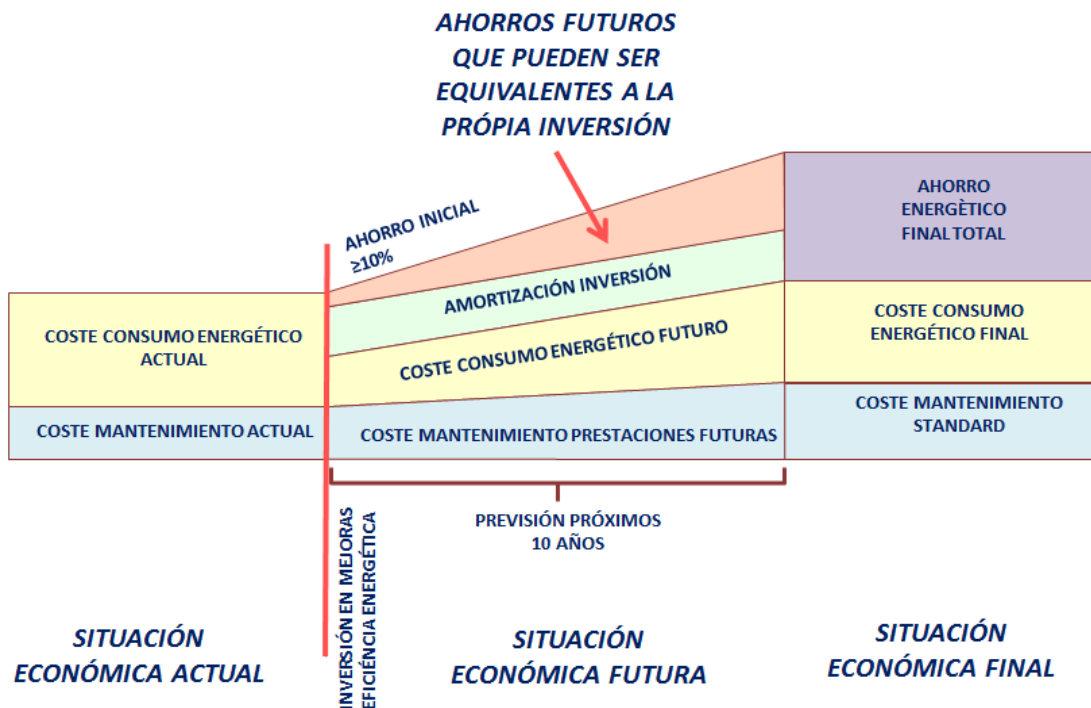 AHORROS FUTUROS
QUE PUEDEN SER
EQUIVALENTES A LA
PRÒPIA INVERSIÓN
AHORRO INICIAL
≥10%
AHORRO
ENERGÈTICO
FINAL TOTAL
AMORTIZACIÓN INVERSIÓN
COSTE CONSUMO ENERGÉTICO
ACTUAL
COSTE CONSUMO ENERGÉTICO FUTURO
COSTE CONSUMO
ENERGÉTICO FINAL
COSTE MANTENIMIENTO ACTUAL
COSTE MANTENIMIENTO PRESTACIONES FUTURAS
COSTE MANTENIMIENTO
STANDARD
INVERSIÓN EN MEJORAS
EFICIÉNCIA ENERGÉTICA
PREVISIÓN PRÓXIMOS
10 AÑOS
SITUACIÓN
ECONÓMICA ACTUAL
SITUACIÓN
ECONÓMICA FUTURA
SITUACIÓN
ECONÓMICA FINAL